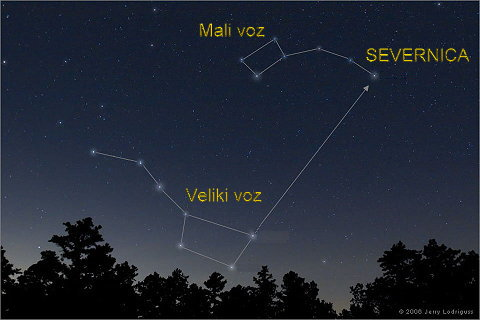 Mali voz
SEVERNICA
Veliki voz
© 2006 Jerry Lodriguss